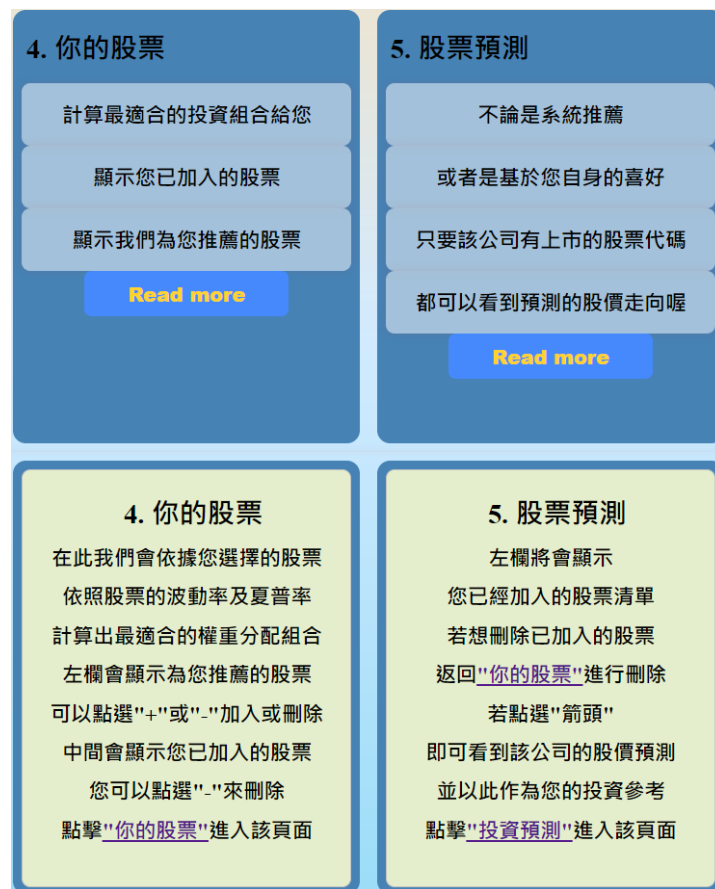 4. 你的股票
計算最適合的投資組合給您
顯示您已加入的股票
顯示我們為您推薦的股票
Read more
5. 股票預測
不論是系統推薦
或者是基於您自身的喜好
只要該公司有上市的股票代碼
都可以看到預測的股價走向喔
Read more
4. 你的股票
在此我們會依據您選擇的股票
依照股票的波動率及夏普率
計算出最適合的權重分配組合
左欄會顯示為您推薦的股票
可以點選"+"或"-"加入或刪除
中間會顯示您已加入的股票
您可以點選"-"來刪除
點擊"你的股票"進入該頁面
5. 股票預測
左欄將會顯示
您已經加入的股票清單
若想刪除已加入的股票
返回"你的股票"進行刪除
若點選"箭頭"
即可看到該公司的股價預測
並以此作為您的投資參考
點擊"投資預測"進入該頁面